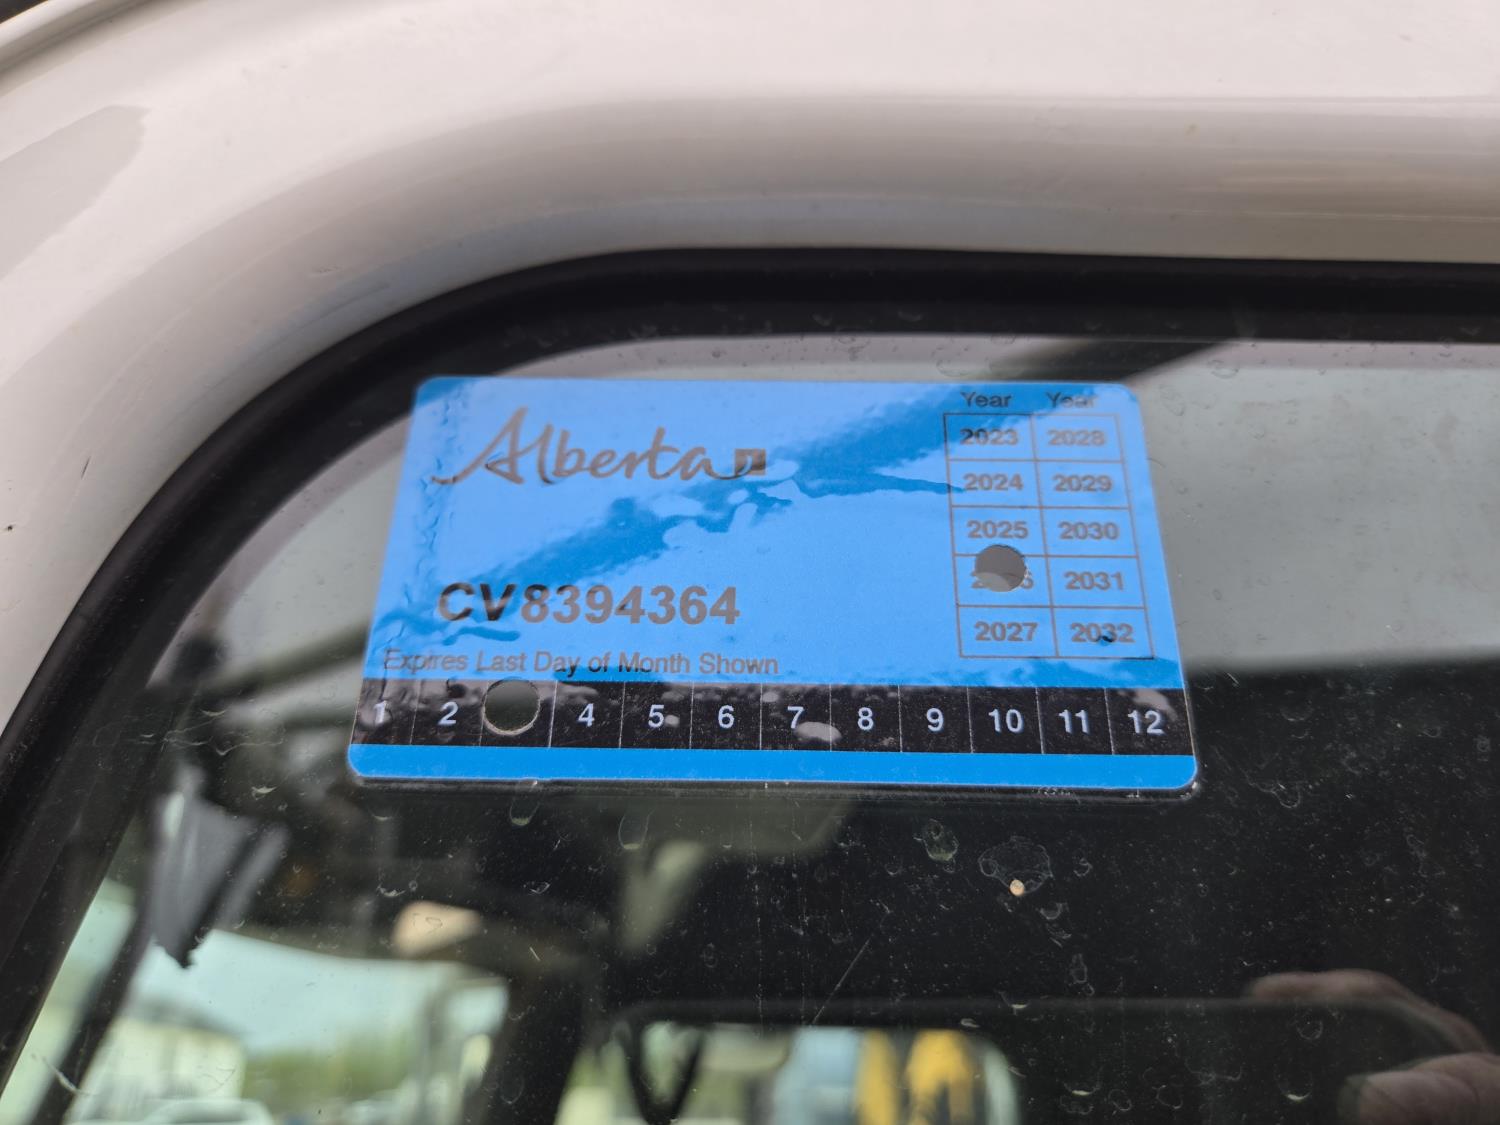 Alberta
Year Year
2023 2028
2024 2029
2025 2030
2031
2027 2032
CV8394364
Expires Last Day of Month Shown
1 2 4 5 6 7 8 9 10 11 12